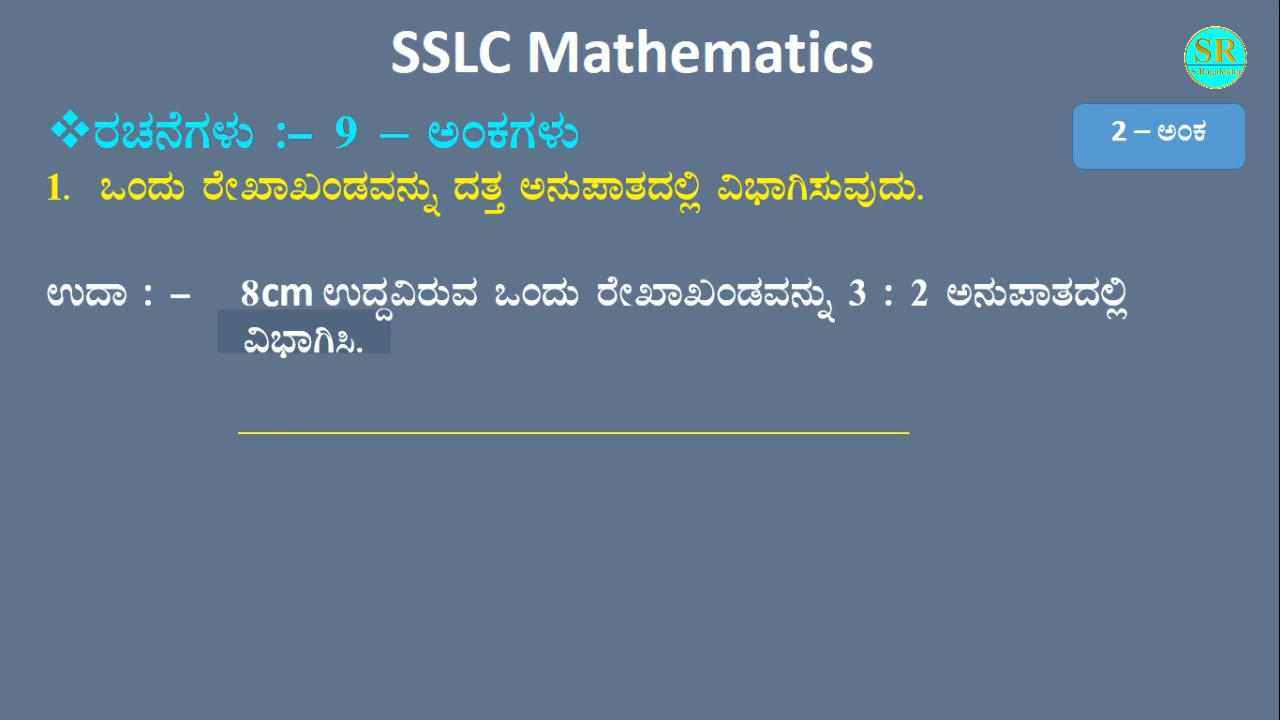 SSLC Mathematics
SR
❖ರಚನೆಗಳು :– 9 – ಅಂಕಗಳು
2 – ಅಂಕ
1. ಒಂದು ರೇಖಾಖಂಡವನ್ನು ದತ್ತ ಅನುಪಾತದಲ್ಲಿ ವಿಭಾಗಿಸುವುದು.
ಉದಾ : – 8cm ಉದ್ದವಿರುವ ಒಂದು ರೇಖಾಖಂಡವನ್ನು 3 : 2 ಅನುಪಾತದಲ್ಲಿ
ವಿಭಾಗಿಸಿ.